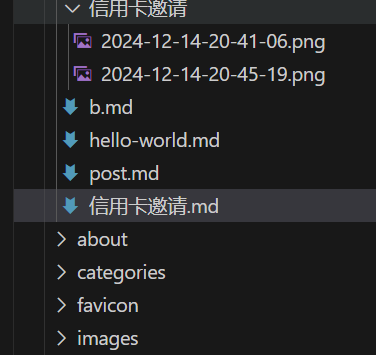 信用卡邀请
2024-12-14-20-41-06.png
2024-12-14-20-45-19.png
b.md
hello-world.md
post.md
信用卡邀请.md
about
categories
favicon
images